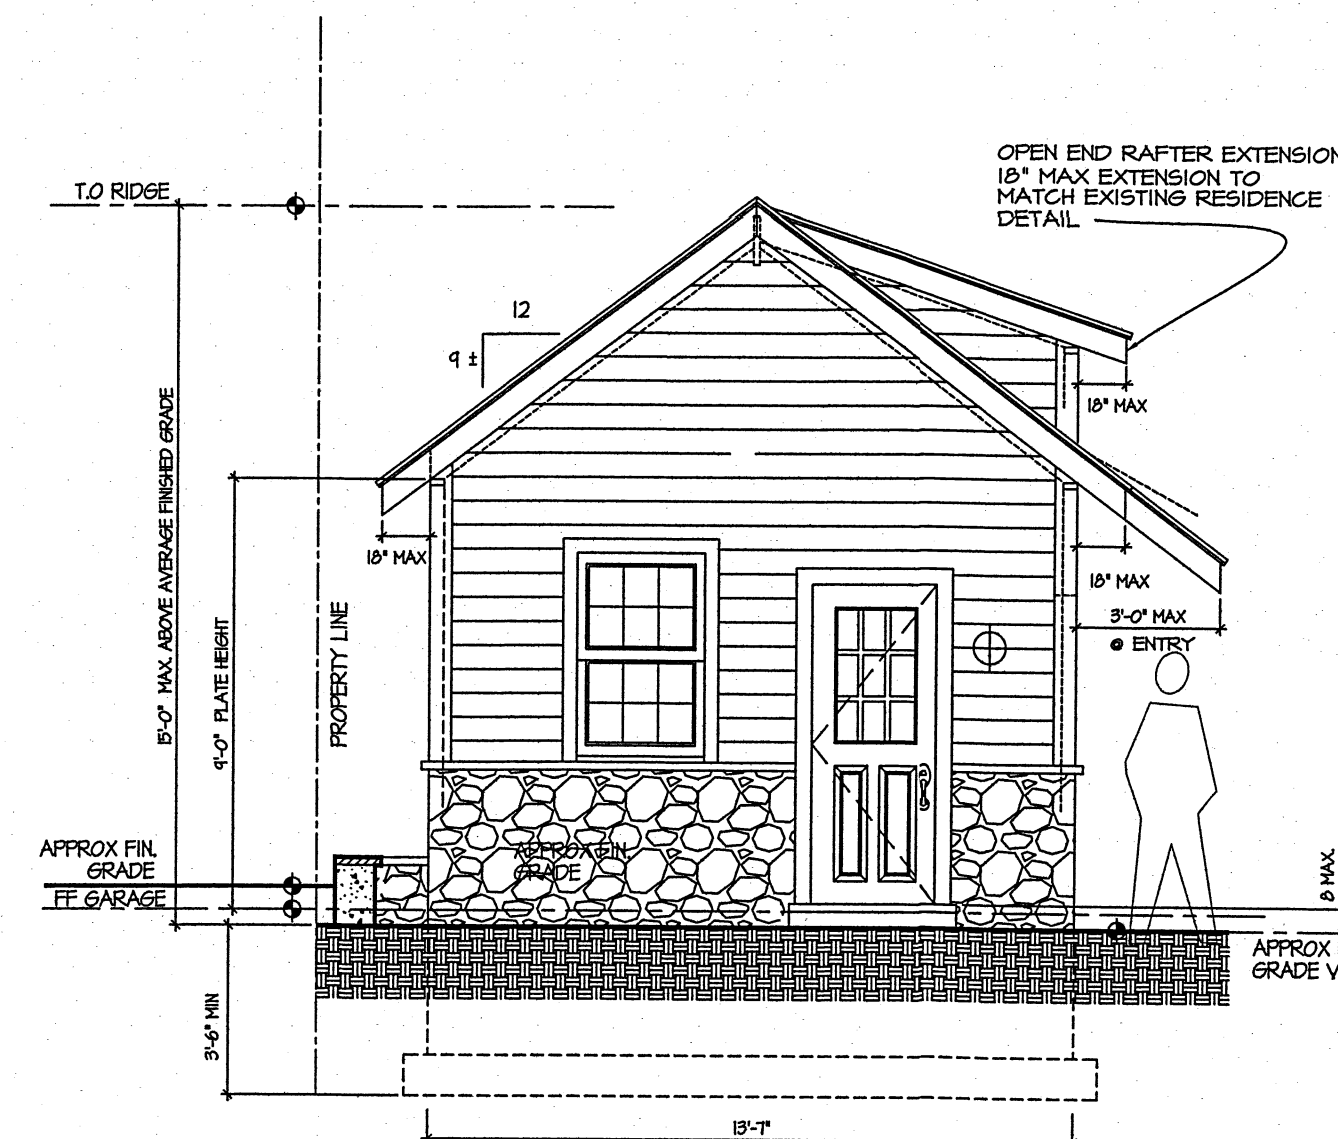 T.O RIDGE
OPEN END RAFTER EXTENSION
18" MAX EXTENSION TO
MATCH EXISTING RESIDENCE
DETAIL
12
9 ±
18" MAX
15'-0" MAX. ABOVE AVERAGE FINISHED GRADE
9'-0" PLATE HEIGHT
PROPERTY LINE
18" MAX
18" MAX
3'-0" MAX
@ ENTRY
APPROX FIN.
GRADE
FF GARAGE
APPROX FIN.
GRADE
8 MAX.
APPROX
GRADE V
3'-6" MIN
13'-7"